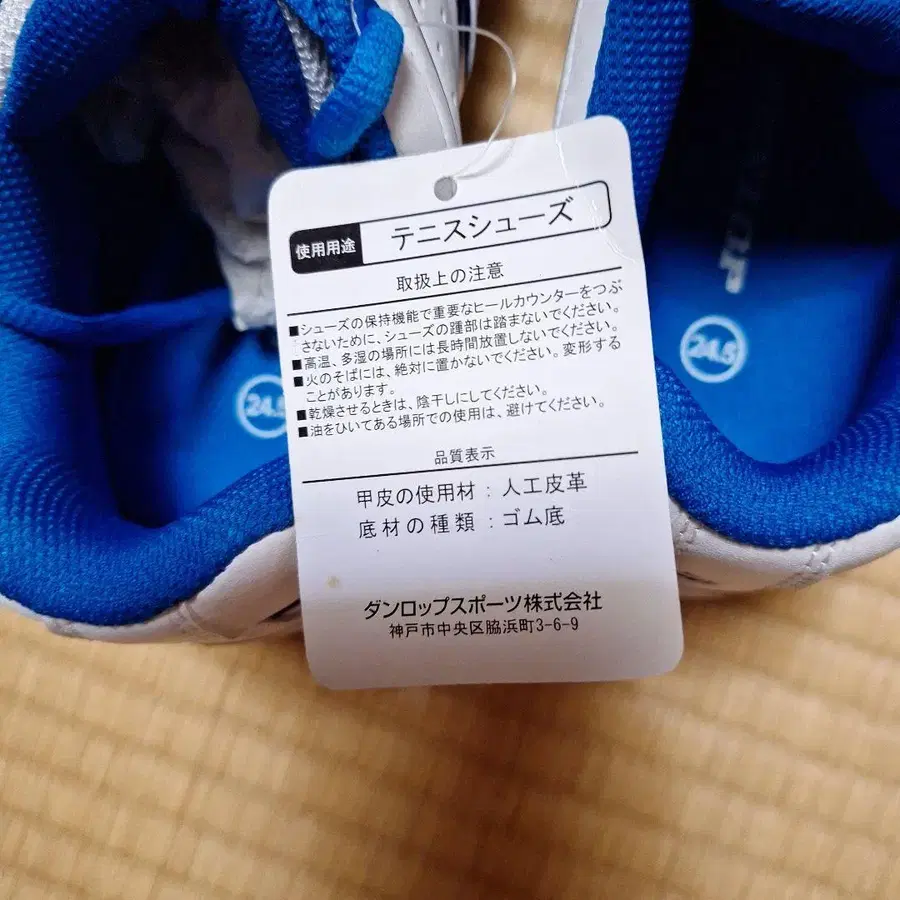 使用用途 テニスシューズ
取扱上の注意
■シューズの保持機能で重要なヒールカウンターをつぶ
さないために、シューズの踵部は踏まないでください。
■高温、多湿の場所には長時間放置しないでください。
■火のそばには、絶対に置かないでください。変形する
ことがあります。
■乾燥させるときは、陰干しにしてください。
■油をひいてある場所での使用は、避けてください。
品質表示
甲皮の使用材:人工皮革
底材の種類:ゴム底
ダンロップスポーツ株式会社
神戸市中央区脇浜町3-6-9
24.5
24.5